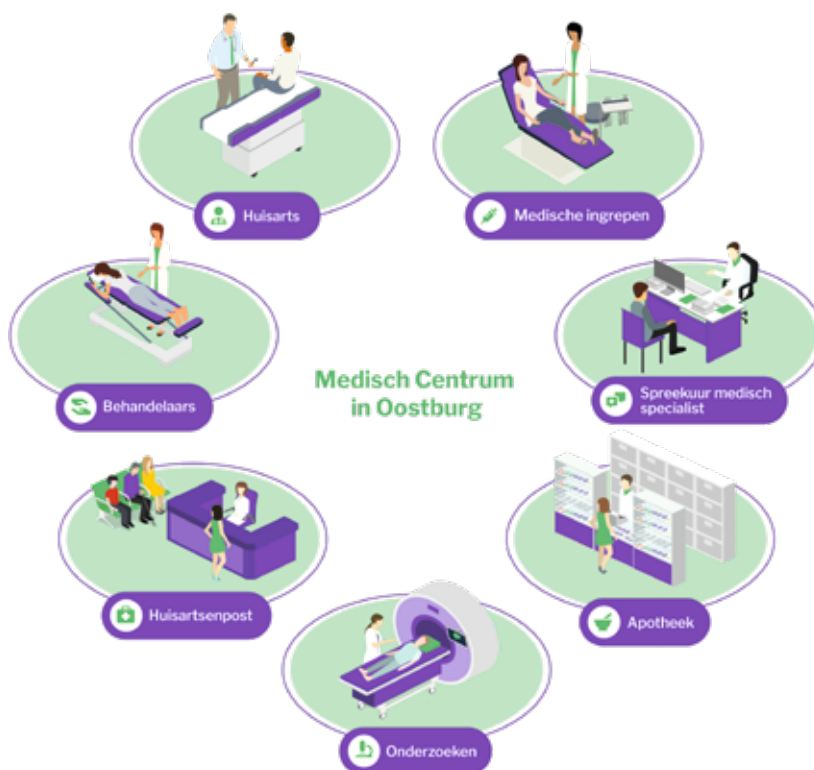 Huisarts
Medische ingrepen
Behandelaars
Medisch Centrum
in Oostburg
Spreekuur medisch
specialist
Huisartsenpost
Apotheek
Onderzoeken